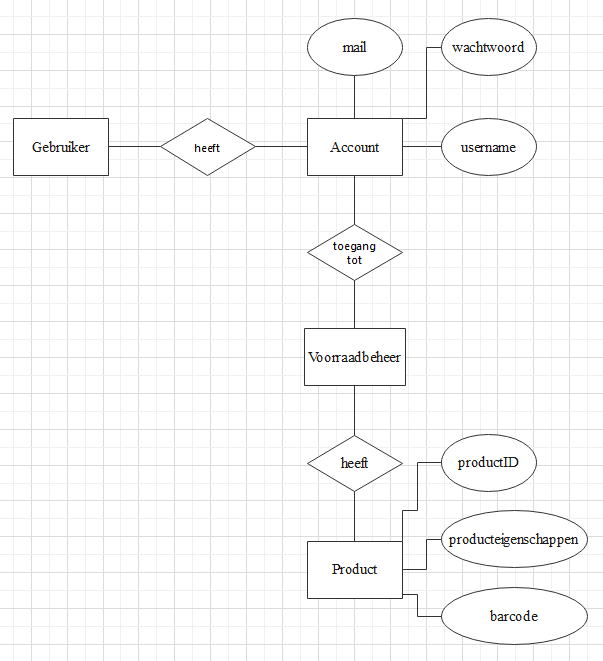 mail
wachtwoord
Gebruiker
heeft
Account
username
toegang
tot
Voorraadbeheer
heeft
productID
producteigenschappen
Product
barcode